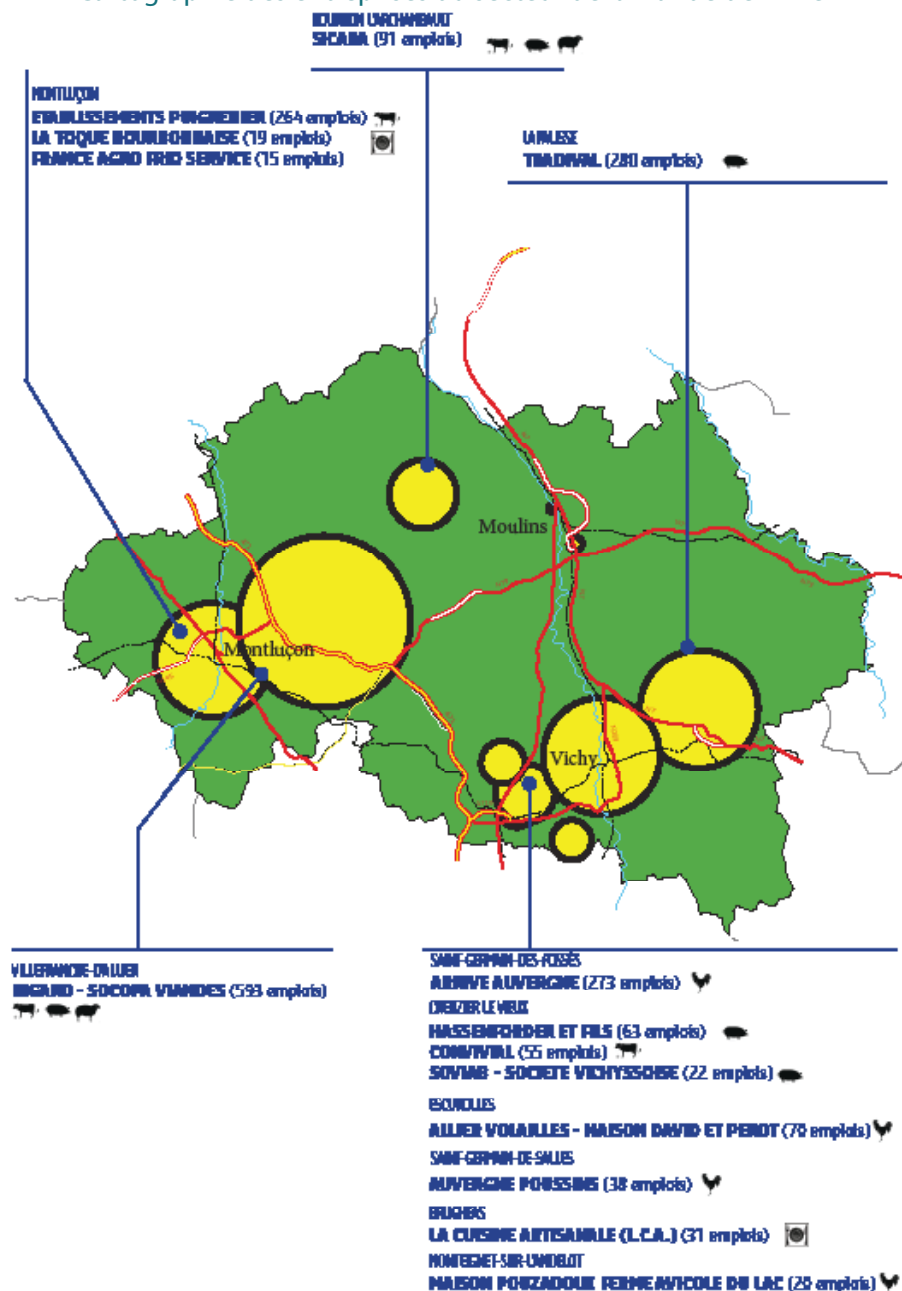 BOURBON L'ARCHAMBAULT
SICABA (91 emplois)
MONTLUÇON
ETABLISSEMENTS PUIGRENIER (264 emplois)
LA TOQUE BOURBONNAISE (19 emplois)
FRANCE AGRO FRID SERVICE (15 emplois)
LAPALISSE
TRADIVAL (280 emplois)
Moulins
Montluçon
Vichy
VILLEFRANCHE-D'ALLIER
BIGARD - SOCOPA VIANDES (593 emplois)
SAINT-GERMAIN-DES-FOSSÉS
ARRIVE AUVERGNE (273 emplois)
CREUZIER LE VIEUX
HASSENFORDER ET FILS (63 emplois)
CONVIVIAL (55 emplois)
SOVIAB - SOCIETE VICHYSSOISE (22 emplois)
ESCUROLLES
ALLIER VOLAILLES - MAISON DAVID ET PEROT (70 emplois)
SAINT-GERMAIN-DE-SALLES
AUVERGNE POUSSINS (38 emplois)
BRUGHEAS
LA CUISINE ARTISANALE (L.C.A.) (31 emplois)
MONTEIGNET-SUR-L'ANDELOT
MAISON POUZADOUX FERME AVICOLE DU LAC (20 emplois)